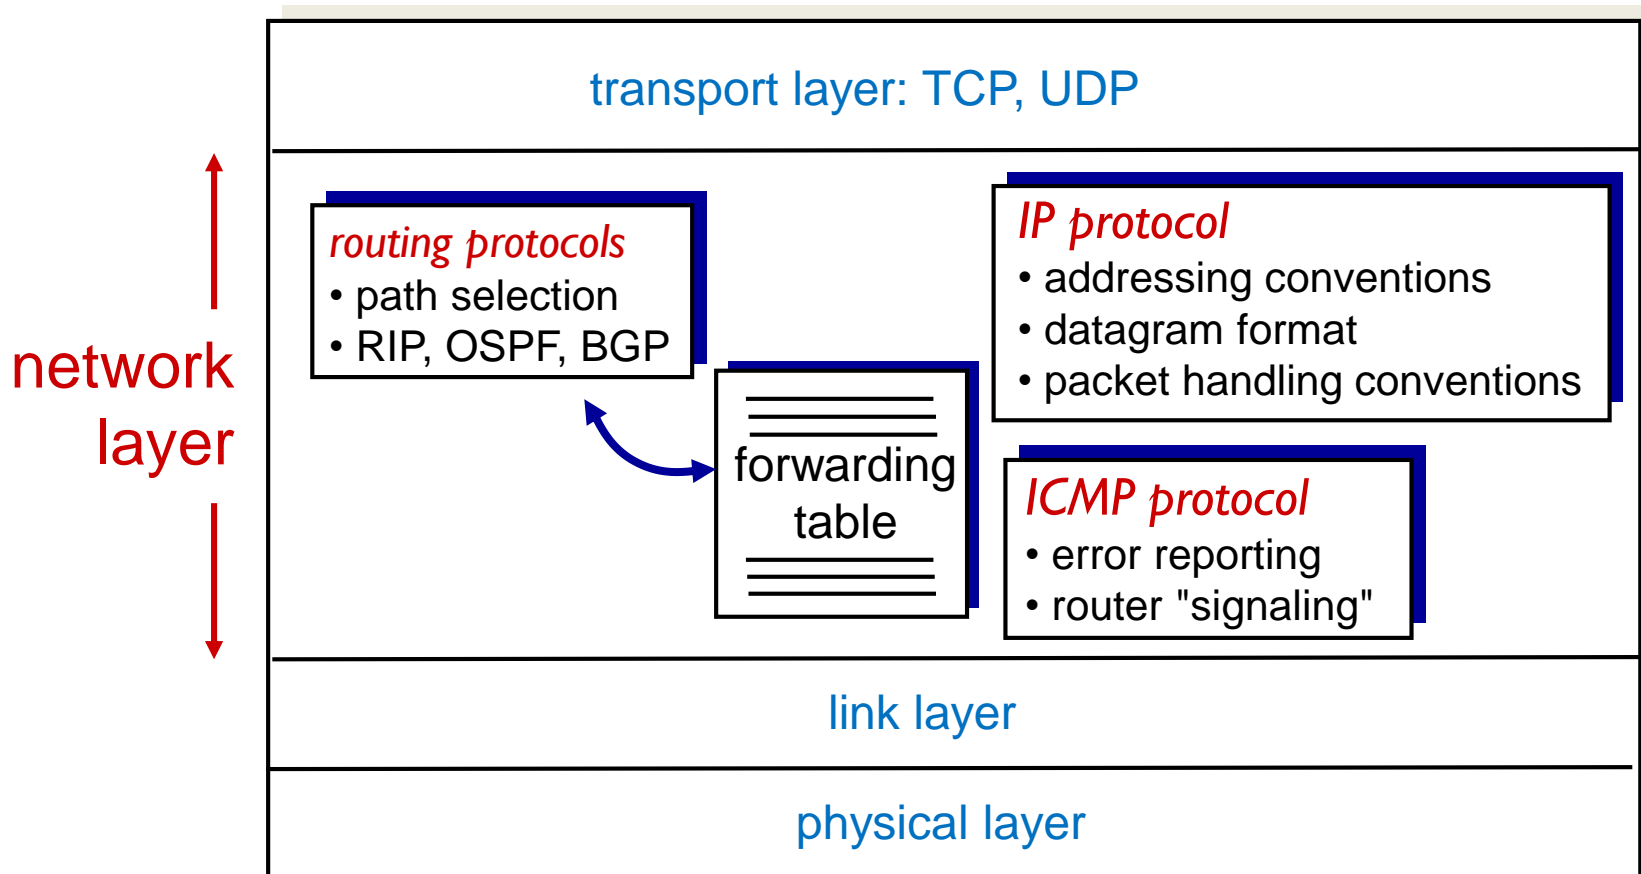 transport layer: TCP, UDP
network
layer
routing protocols
• path selection
• RIP, OSPF, BGP
forwarding
table
IP protocol
• addressing conventions
• datagram format
• packet handling conventions
ICMP protocol
• error reporting
• router "signaling"
link layer
physical layer